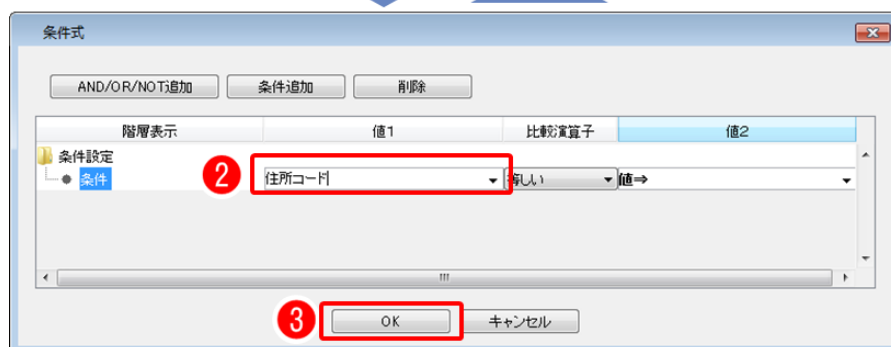 条件式
AND/OR/NOT追加 条件追加 削除
階層表示 値1 比較演算子 値2
条件設定
条件 2 住所コード 等しい 値⇒
3 OK キャンセル